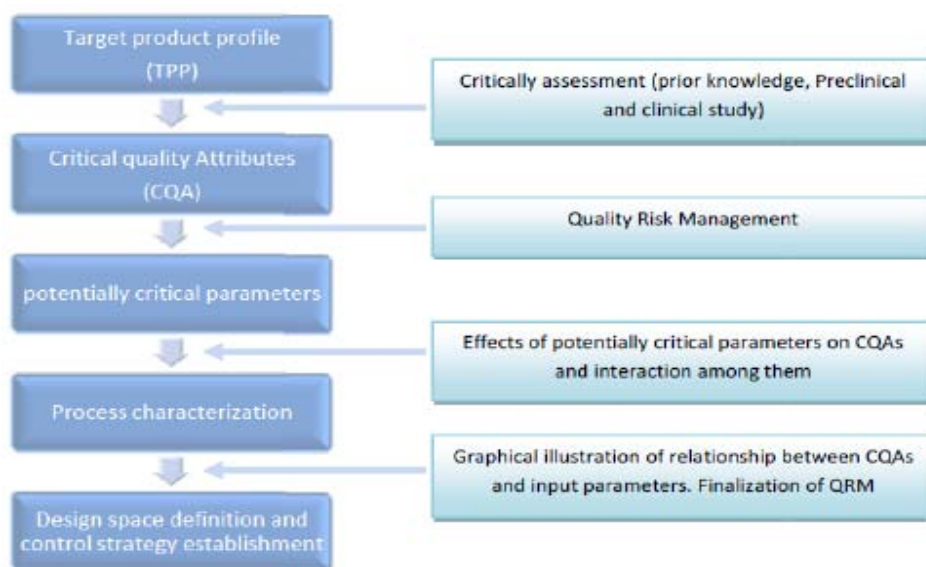 Target product profile
(TPP)
Critically assessment (prior knowledge, Preclinical
and clinical study)
Critical quality Attributes
(CQA)
Quality Risk Management
potentially critical parameters
Effects of potentially critical parameters on CQAs
and interaction among them
Process characterization
Graphical illustration of relationship between CQAs
and input parameters. Finalization of QRM
Design space definition and
control strategy establishment